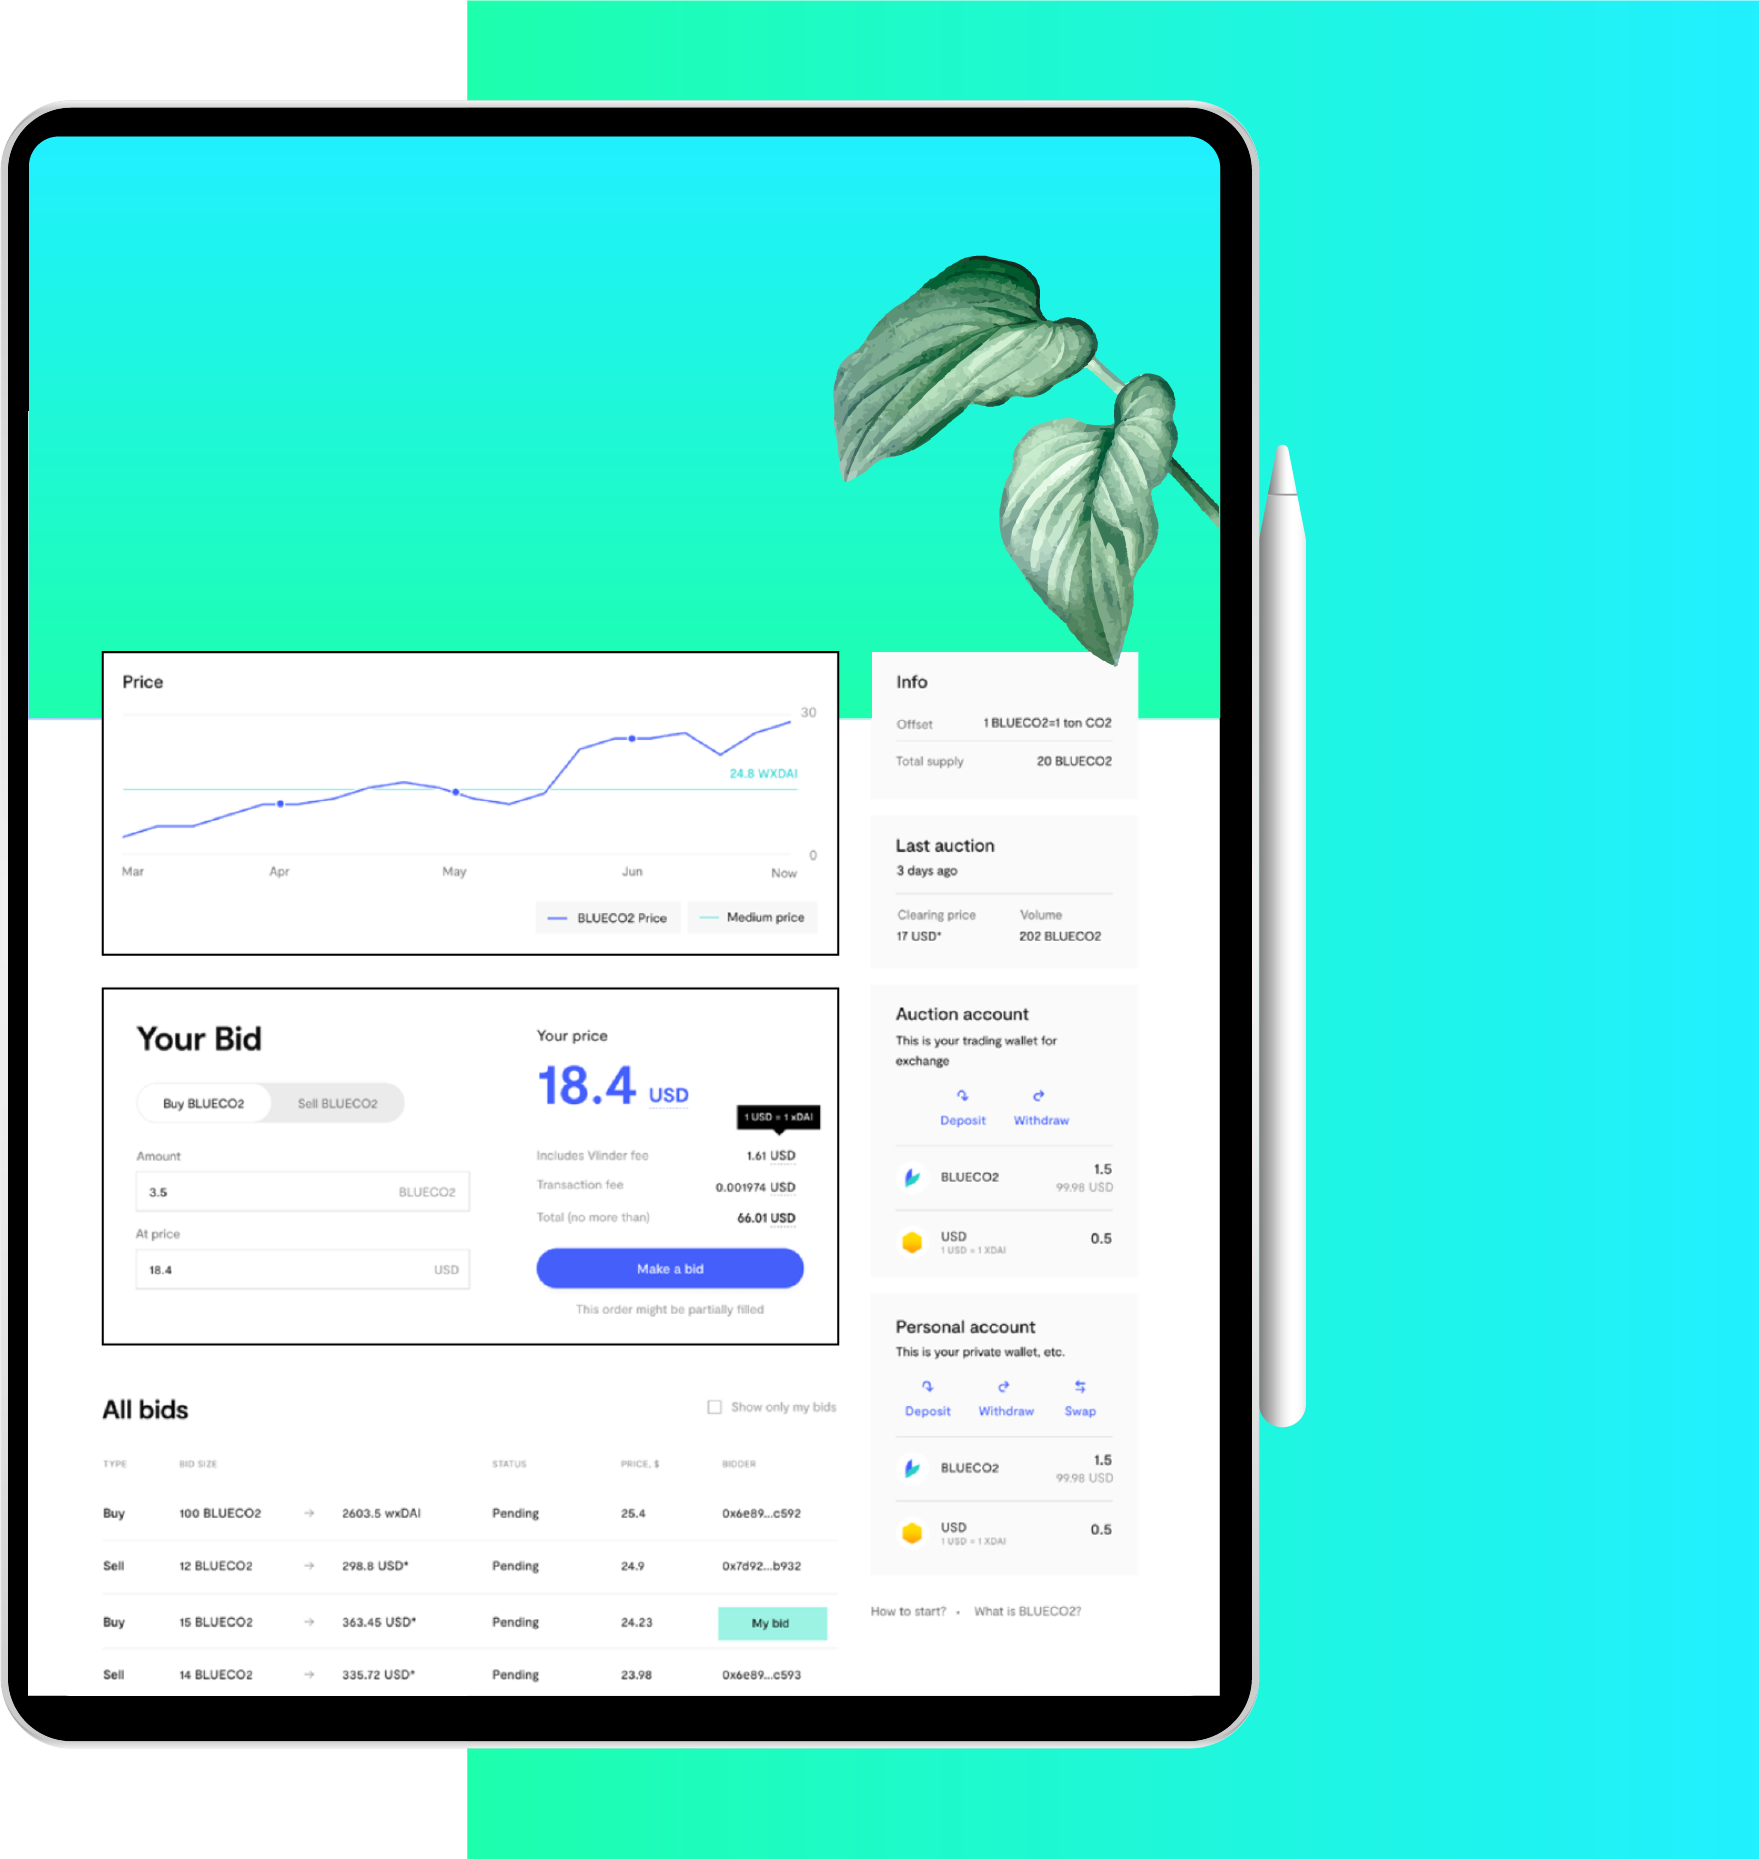 Price
30
24.8 WXDAI
0
Mar Apr May Jun Now
BLUECO2 Price Medium price
Info
Offset 1 BLUECO2=1 ton CO2
Total supply 20 BLUECO2
Last auction
3 days ago
Clearing price Volume
17 USD* 202 BLUECO2
Your Bid
Buy BLUECO2 Sell BLUECO2
Amount
3.5 BLUECO2
At price
18.4 USD
Your price
18.4 USD
1 USD = 1 xDAI
Includes Vlinder fee 1.61 USD
Transaction fee 0.001974 USD
Total (no more than) 66.01 USD
Make a bid
This order might be partially filled
Auction account
This is your trading wallet for
exchange
Deposit Withdraw
BLUECO2 1.5
99.98 USD
USD 0.5
1 USD = 1 XDAI
Personal account
This is your private wallet, etc.
Deposit Withdraw Swap
BLUECO2 1.5
99.98 USD
USD 0.5
1 USD = 1 XDAI
How to start? • What is BLUECO2?
All bids
Show only my bids
TYPE BID SIZE STATUS PRICE, $ BIDDER
Buy 100 BLUECO2 → 2603.5 wxDAI Pending 25.4 0x6e89...c592
Sell 12 BLUECO2 → 298.8 USD* Pending 24.9 0x7d92...b932
Buy 15 BLUECO2 → 363.45 USD* Pending 24.23 My bid
Sell 14 BLUECO2 → 335.72 USD* Pending 23.98 0x6e89...c593